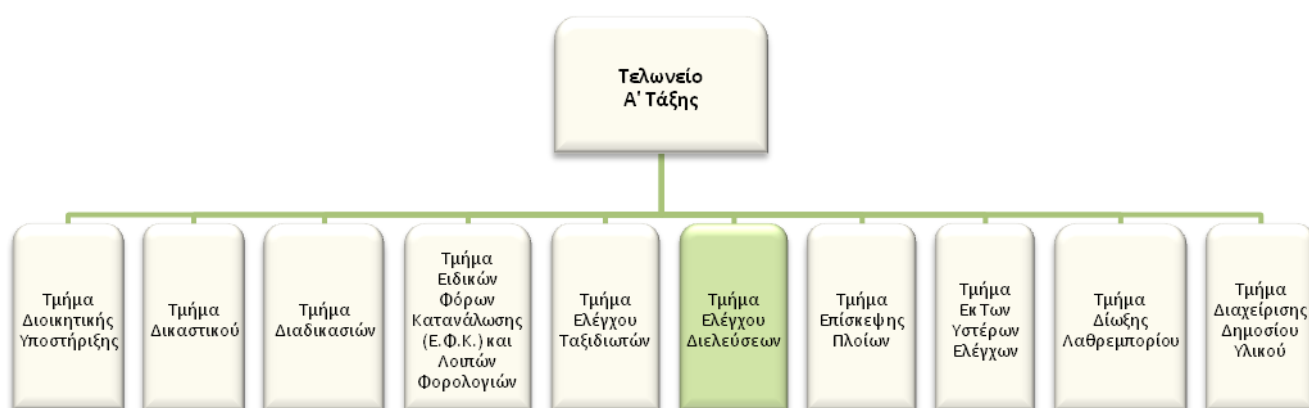 Τελωνείο
Α' Τάξης
Τμήμα
Διοικητικής
Υποστήριξης
Τμήμα
Δικαστικού
Τμήμα
Διαδικασιών
Τμήμα
Ειδικών
Φόρων
Κατανάλωσης
(Ε.Φ.Κ.) και
Λοιπών
Φορολογιών
Τμήμα
Ελέγχου
Ταξιδιωτών
Τμήμα
Ελέγχου
Διελεύσεων
Τμήμα
Επίσκεψης
Πλοίων
Τμήμα
Εκ Των
Υστέρων
Ελέγχων
Τμήμα
Δίωξης
Λαθρεμπορίου
Τμήμα
Διαχείρισης
Δημοσίου
Υλικού